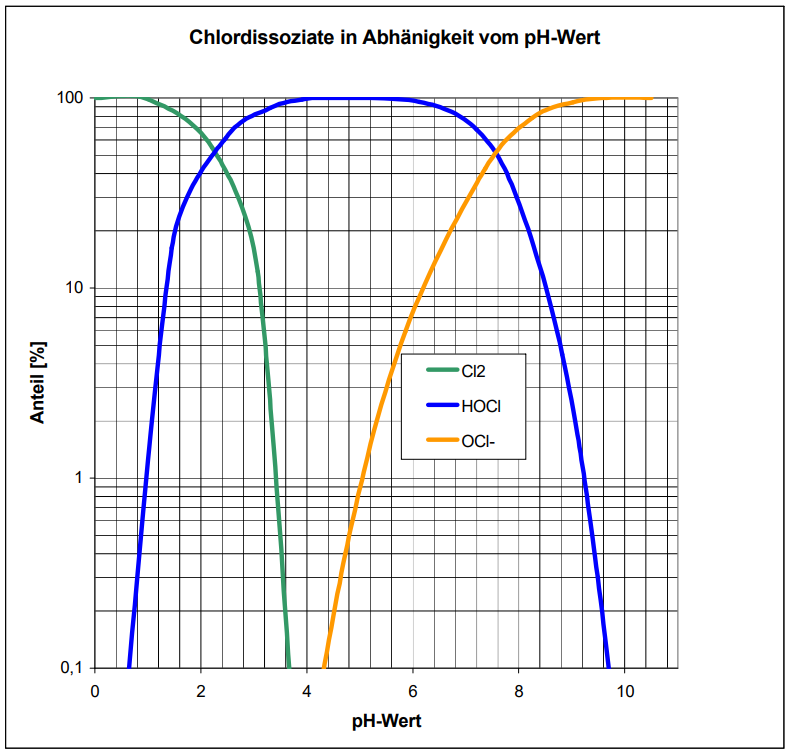 Chlordissoziate in Abhänigkeit vom pH-Wert
100
10
1
0,1
Anteil [%]
Cl2
HOCl
OCl-
0 2 4 6 8 10
pH-Wert